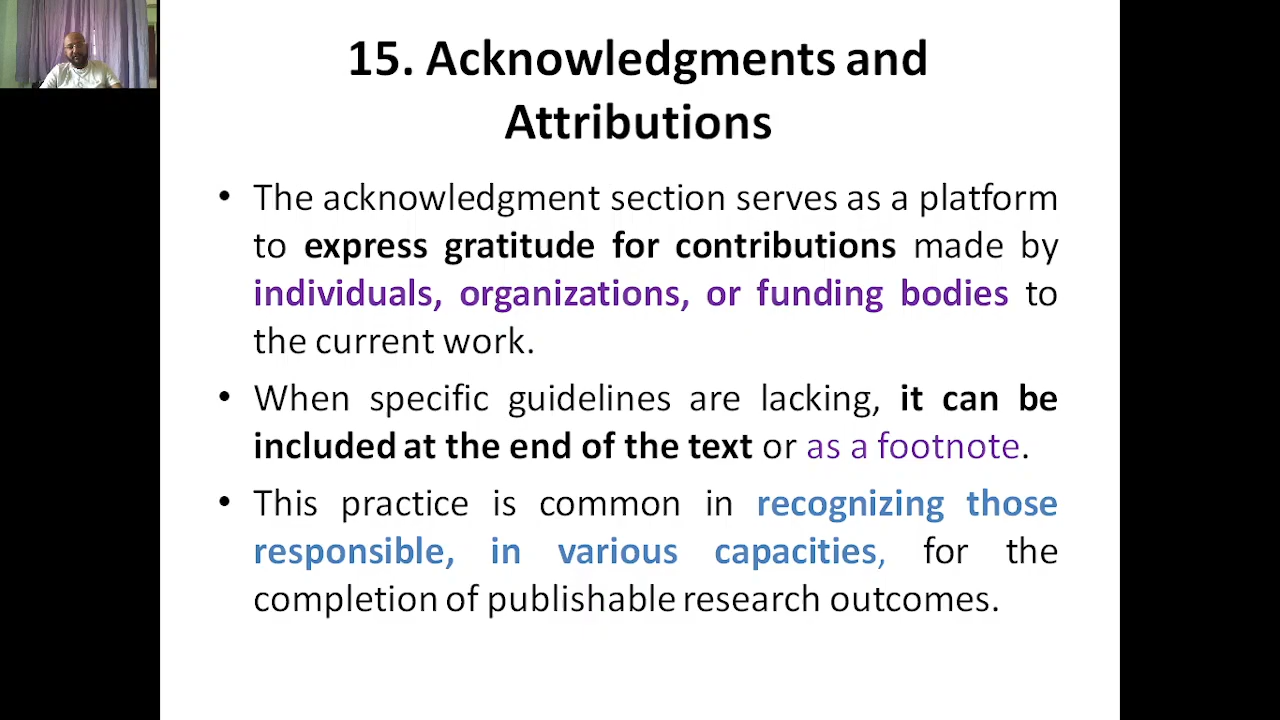 15. Acknowledgments and
Attributions
• The acknowledgment section serves as a platform
to express gratitude for contributions made by
individuals, organizations, or funding bodies to
the current work.
• When specific guidelines are lacking, it can be
included at the end of the text or as a footnote.
• This practice is common in recognizing those
responsible, in various capacities, for the
completion of publishable research outcomes.